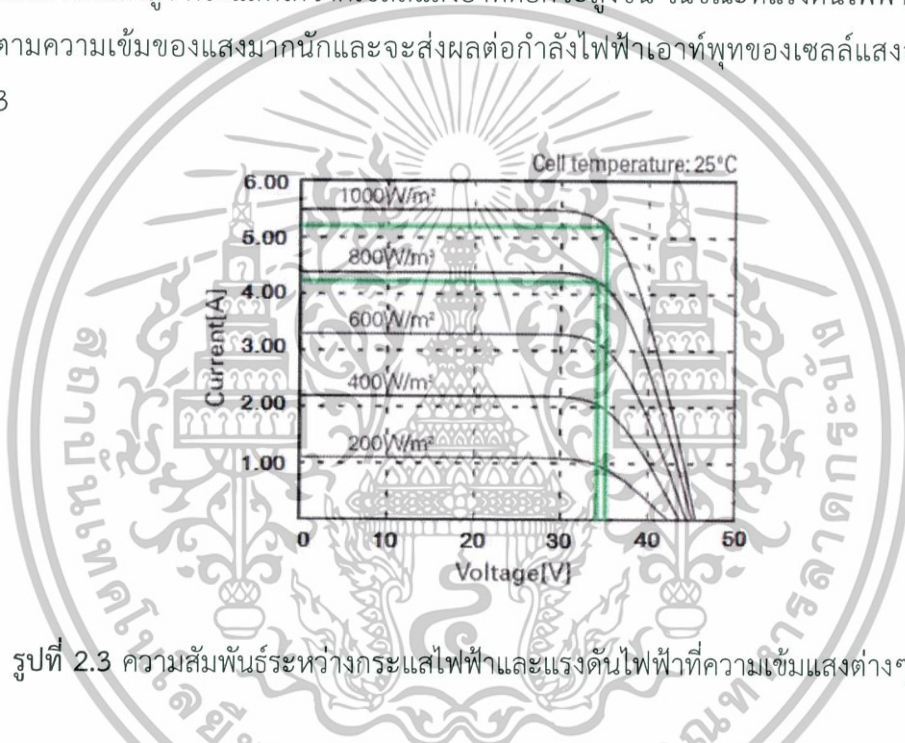 ตามความเข้มของแสงมากนักและจะส่งผลต่อกำลังไฟฟ้าเอาท์พุทของเซลล์แสง
3
Cell temperature: 25°C
6.00
1000W/m²
5.00
800W/m²
4.00
600W/m²
3.00
400W/m²
2.00
200W/m²
1.00
Current[A]
0 10 20 30 40 50
Voltage[V]
รูปที่ 2.3 ความสัมพันธ์ระหว่างกระแสไฟฟ้าและแรงดันไฟฟ้าที่ความเข้มแสงต่างๆ